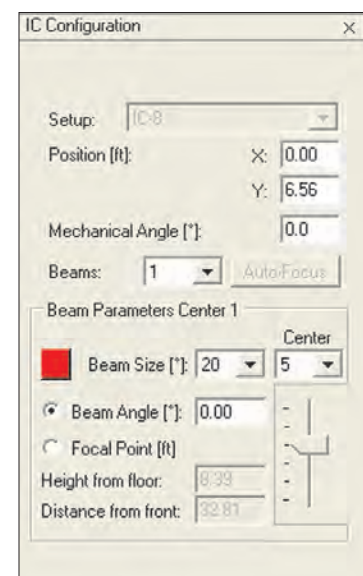 IC Configuration
Setup: IC-8
Position [ft]: X: 0.00
Y: 6.56
Mechanical Angle [°]: 0.0
Beams: 1 Auto-Focus
Beam Parameters Center 1
Center
Beam Size [°]: 20 5
Beam Angle [°]: 0.00
Focal Point [ft]
Height from floor: 8.39
Distance from front: 32.81